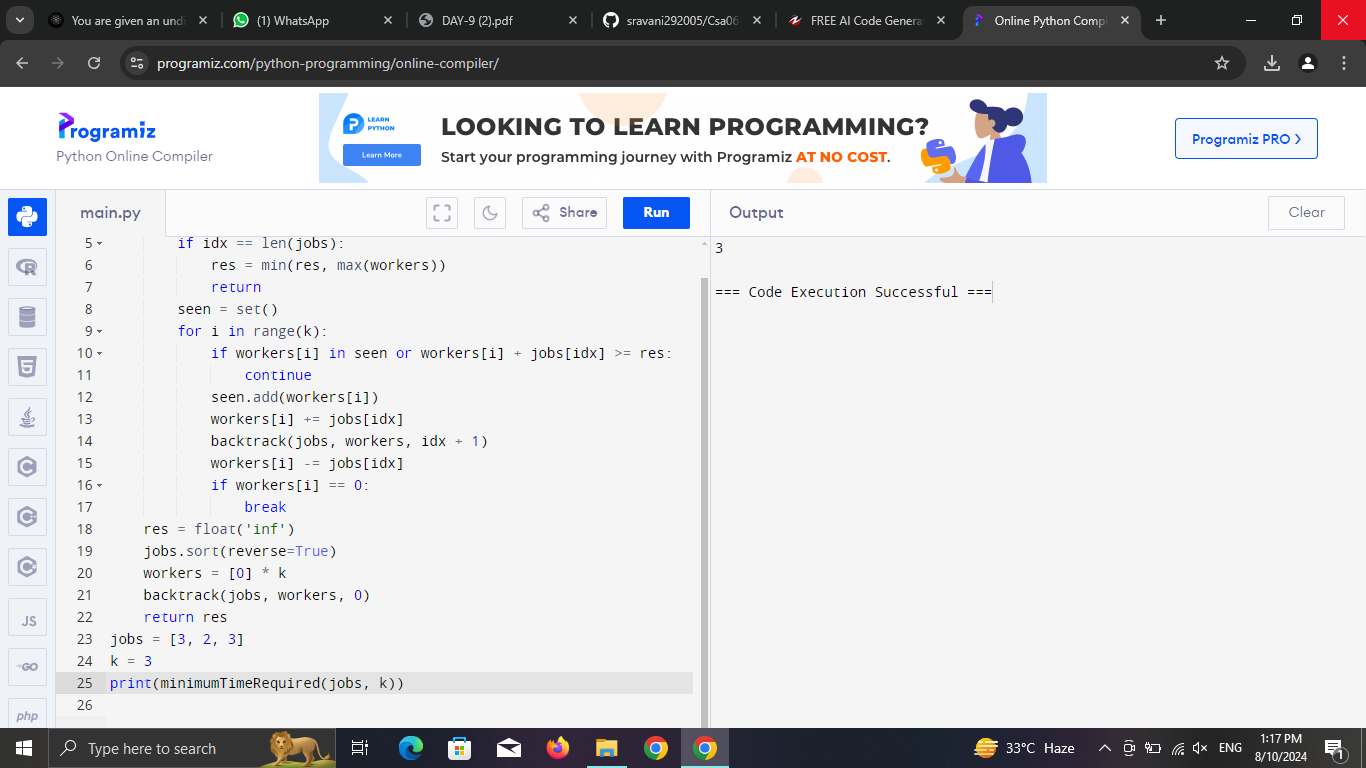 You are given an undi
(1) WhatsApp
DAY-9 (2).pdf
sravani292005/Csa06
FREE AI Code Genera
Online Python Compi
programiz.com/python-programming/online-compiler/
Programiz
Python Online Compiler
LEARN
PYTHON
Learn More
LOOKING TO LEARN PROGRAMMING?
Start your programming journey with Programiz AT NO COST.
Programiz PRO >
main.py
Share
Run
Output
Clear
5 if idx == len(jobs):
6 res = min(res, max(workers))
7 return
8 seen = set()
9 for i in range(k):
10 if workers[i] in seen or workers[i] + jobs[idx] >= res:
11 continue
12 seen.add(workers[i])
13 workers[i] += jobs[idx]
14 backtrack(jobs, workers, idx + 1)
15 workers[i] -= jobs[idx]
16 if workers[i] == 0:
17 break
18 res = float('inf')
19 jobs.sort(reverse=True)
20 workers = [0] * k
21 backtrack(jobs, workers, 0)
22 return res
23 jobs = [3, 2, 3]
24 k = 3
25 print(minimumTimeRequired(jobs, k))
26
3
=== Code Execution Successful ===
JS
GO
php
Type here to search
33°C Haze
ENG
1:17 PM
8/10/2024
1